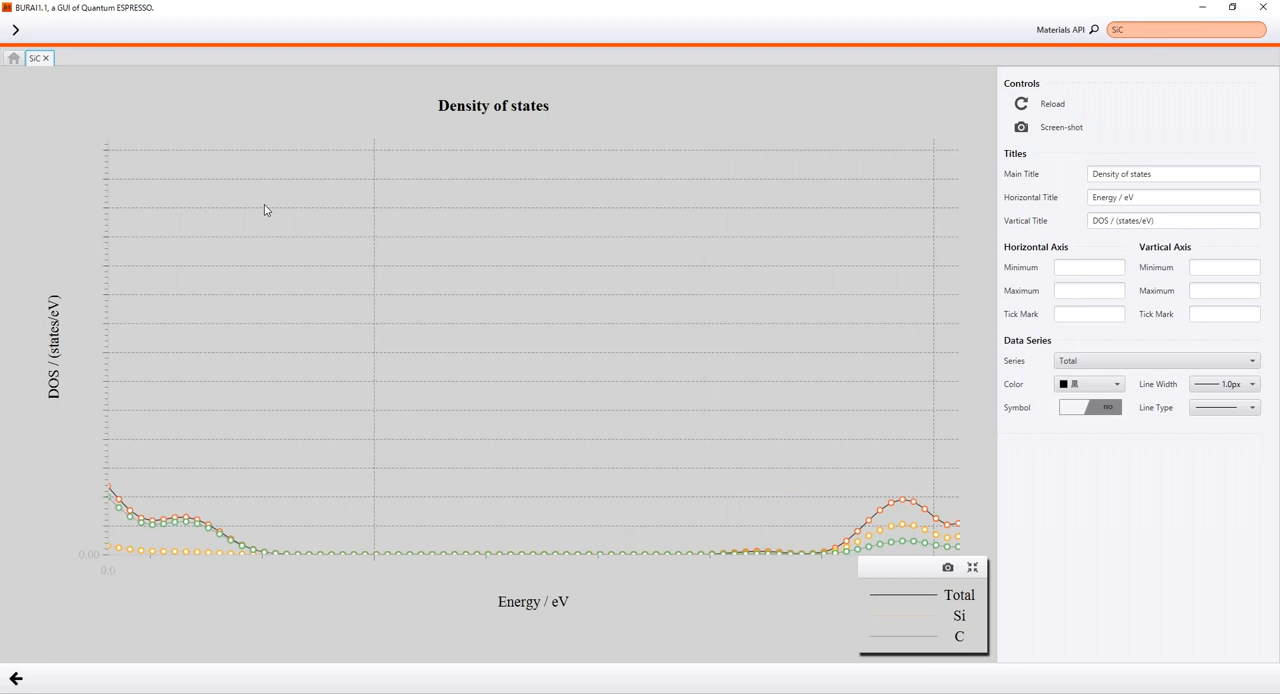 BURAI1.1, a GUI of Quantum ESPRESSO.
Materials API SiC
SiC
Density of states
DOS / (states/eV)
0.00
0.0
Energy / eV
Total
Si
C
Controls
Reload
Screen-shot
Titles
Main Title Density of states
Horizontal Title Energy / eV
Vartical Title DOS / (states/eV)
Horizontal Axis Vartical Axis
Minimum Minimum
Maximum Maximum
Tick Mark Tick Mark
Data Series
Series Total
Color 黒 Line Width 1.0px
Symbol no Line Type